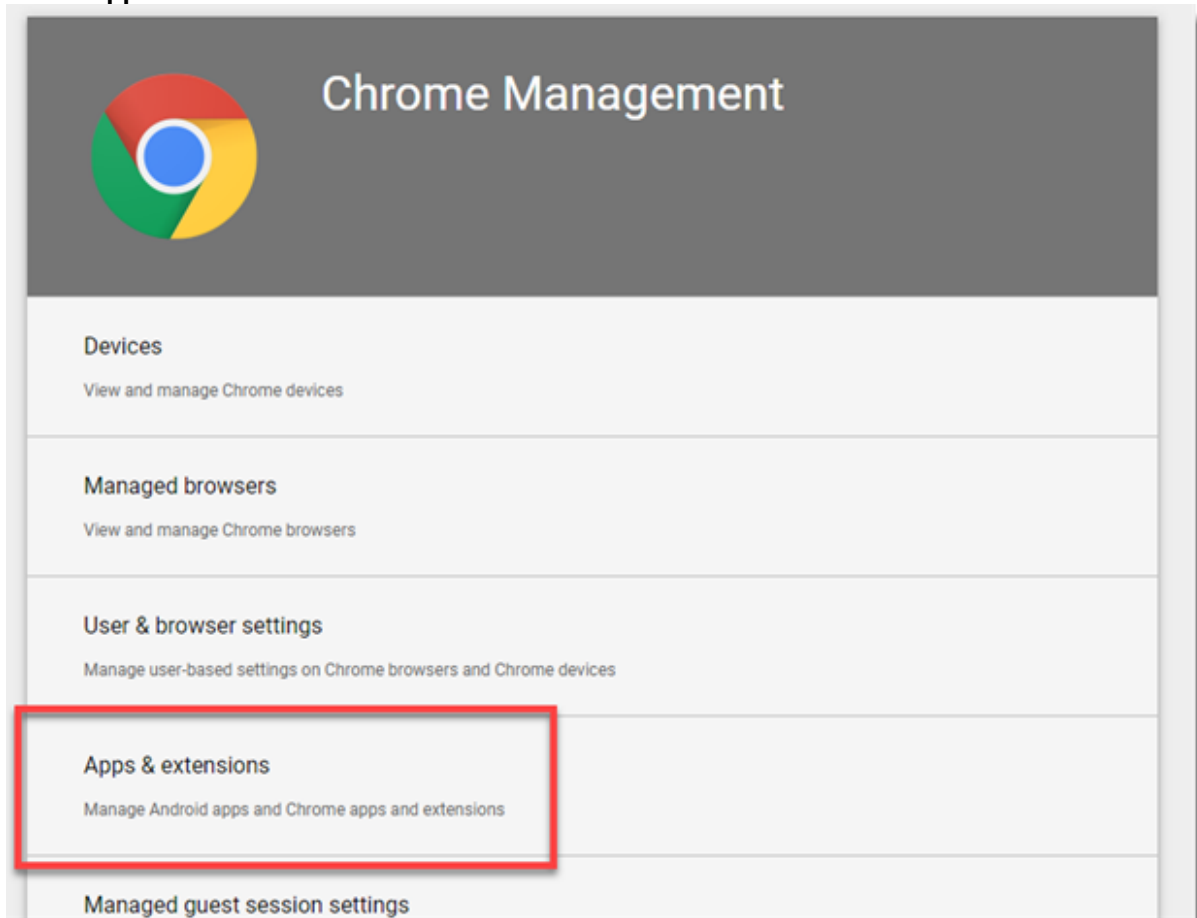 Chrome Management
Devices
View and manage Chrome devices
Managed browsers
View and manage Chrome browsers
User & browser settings
Manage user-based settings on Chrome browsers and Chrome devices
Apps & extensions
Manage Android apps and Chrome apps and extensions
Managed guest session settings